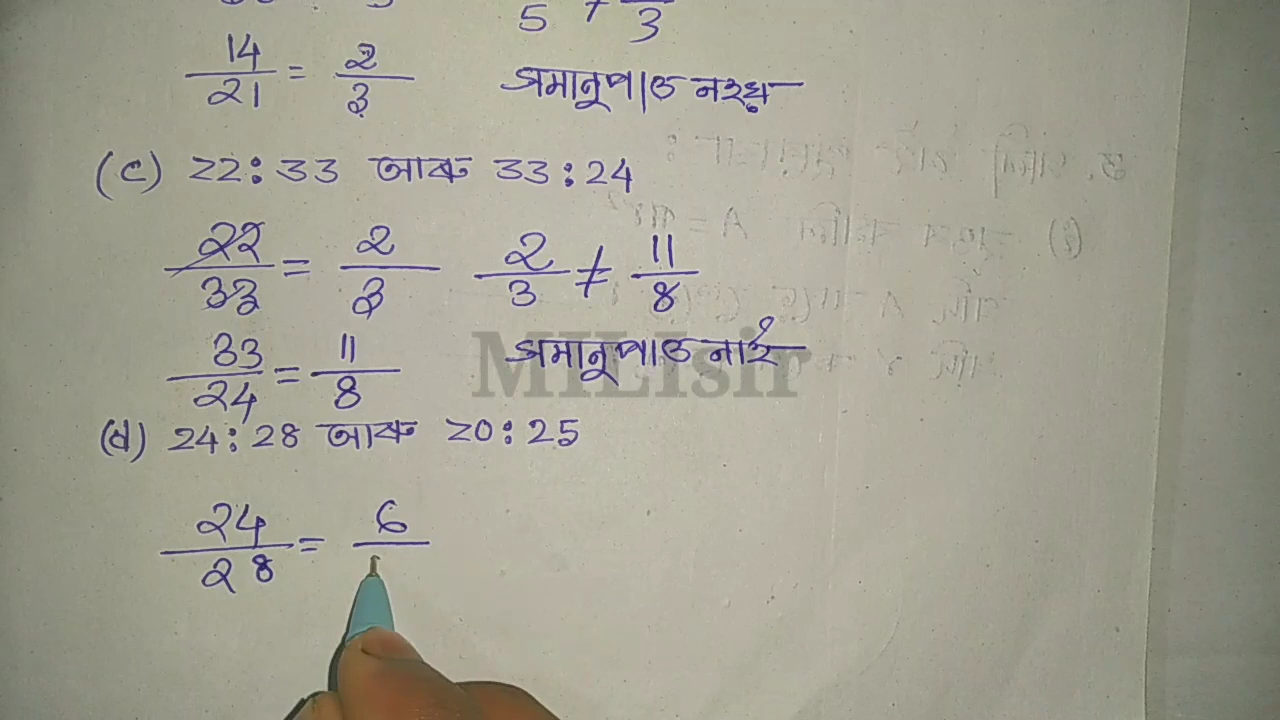 5 ≠ 3
14/21 = 2/3 সমানুপাত নহয়
(c) 22:33 আৰু 33:24
22/33 = 2/3 2/3 ≠ 11/8
33/24 = 11/8 সমানুপাত নাই
MILIsir
(d) 24:28 আৰু 20:25
24/28 = 6